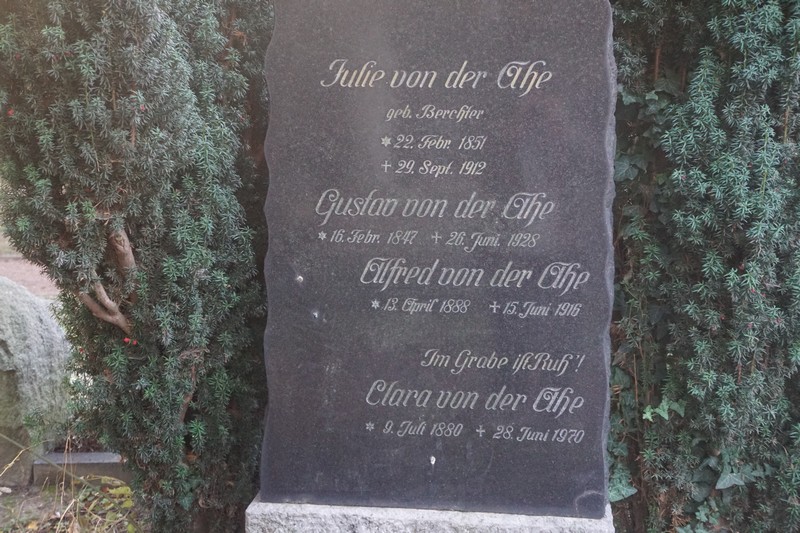 Julie von der Ahe
geb. Berchter
* 22. Febr. 1851
✝ 29. Sept. 1912
Gustav von der Ahe
* 16. Febr. 1847 ✝ 26. Juni. 1928
Alfred von der Ahe
* 13. April 1888 ✝ 15. Juni 1916
Im Grabe ist Ruh'!
Clara von der Ahe
* 9. Juli 1880 ✝ 28. Juni 1970